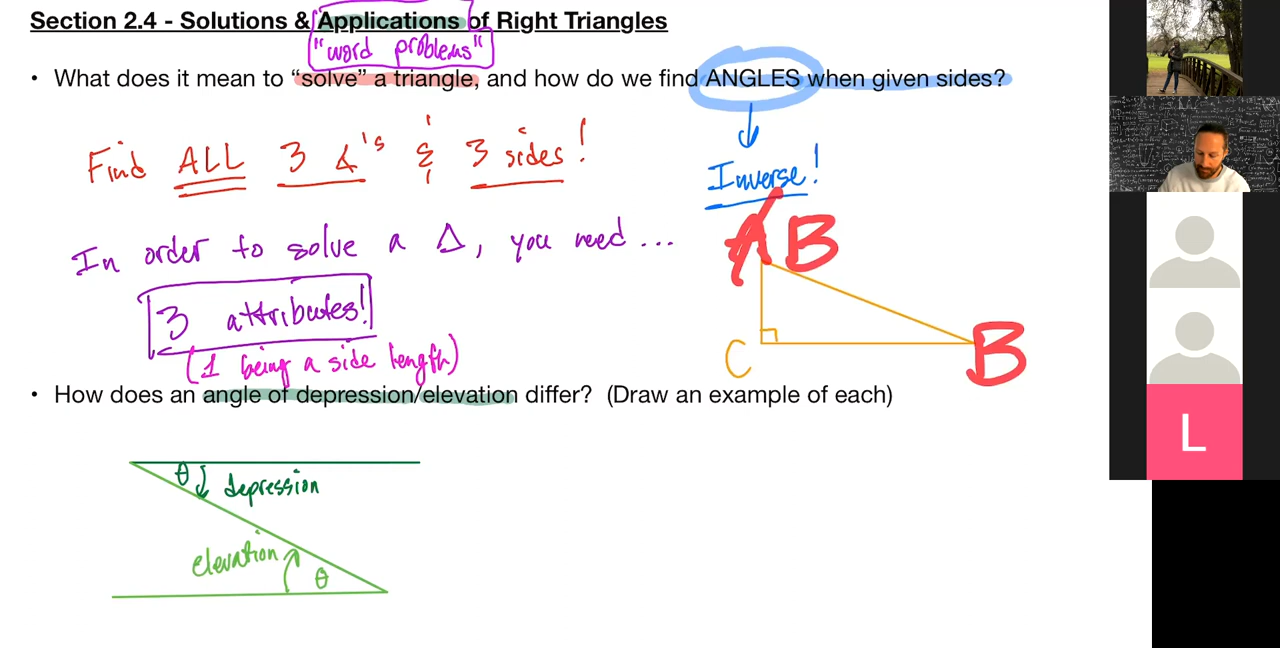 Section 2.4 - Solutions & Applications of Right Triangles
"word problems"
• What does it mean to “solve” a triangle, and how do we find ANGLES when given sides?
Find ALL 3 ∡'s & 3 sides!
Inverse!
In order to solve a Δ, you need ...
3 attributes!
(1 being a side length)
A B
C B
• How does an angle of depression/elevation differ? (Draw an example of each)
θ depression
elevation θ
L